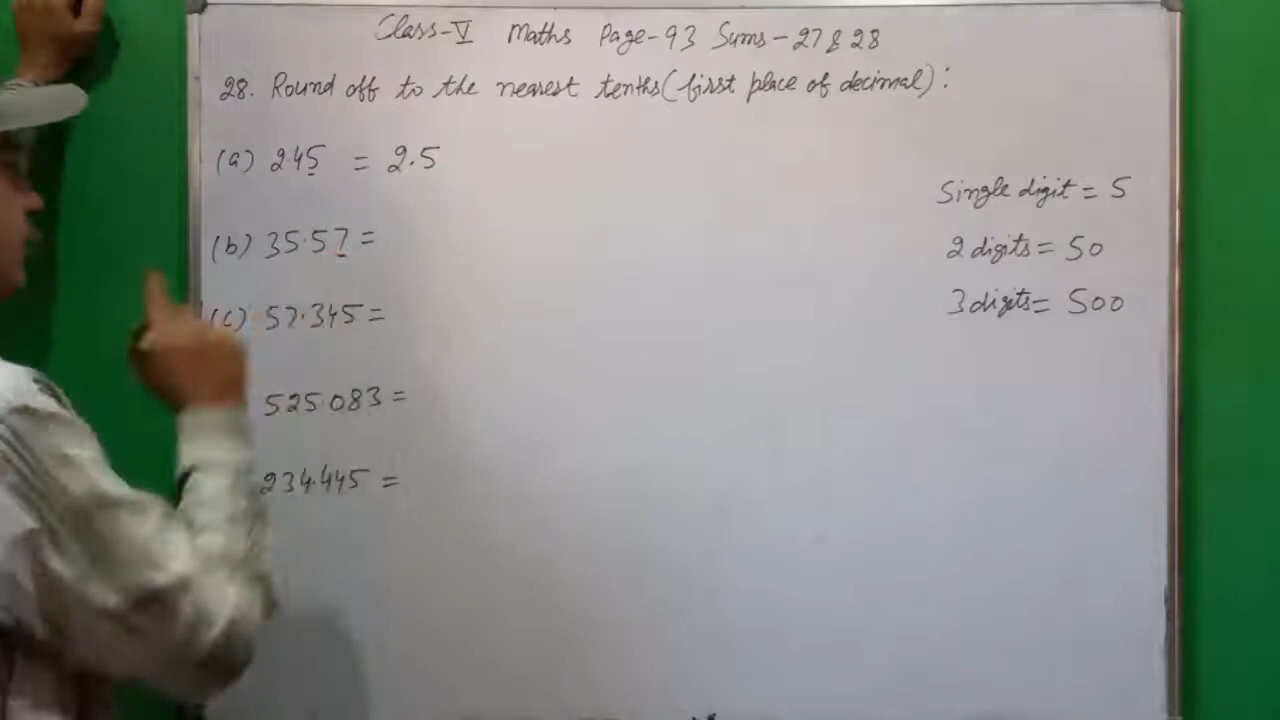 Class-V Maths Page-93 Sums-27 & 28
28. Round off to the nearest tenths (first place of decimal):
(a) 2.45 = 2.5
Single digit = 5
(b) 35.57 =
2 digits = 50
(c) 57.345 =
3 digits = 500
525.083 =
234.445 =